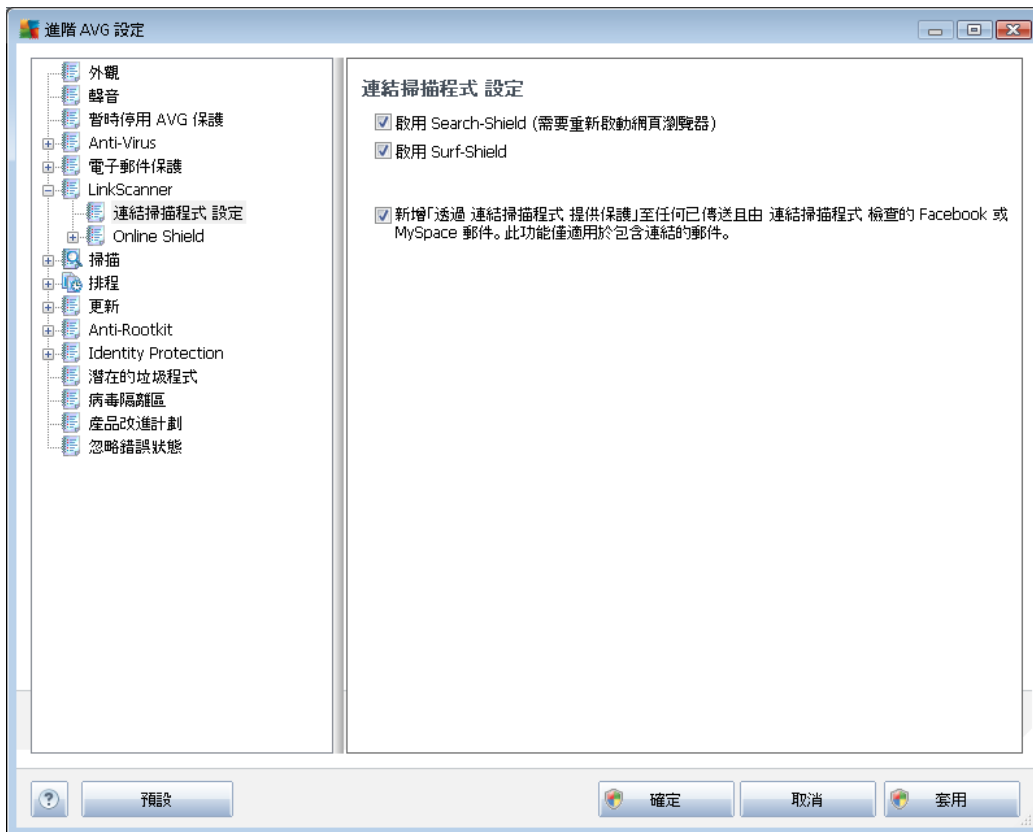 進階 AVG 設定
外觀
聲音
暫時停用 AVG 保護
Anti-Virus
電子郵件保護
LinkScanner
連結掃描程式 設定
Online Shield
掃描
排程
更新
Anti-Rootkit
Identity Protection
潛在的垃圾程式
病毒隔離區
產品改進計劃
忽略錯誤狀態
連結掃描程式 設定
啟用 Search-Shield (需要重新啟動網頁瀏覽器)
啟用 Surf-Shield
新增「透過 連結掃描程式 提供保護」至任何已傳送且由 連結掃描程式 檢查的 Facebook 或
MySpace 郵件。此功能僅適用於包含連結的郵件。
?
預設
確定
取消
套用